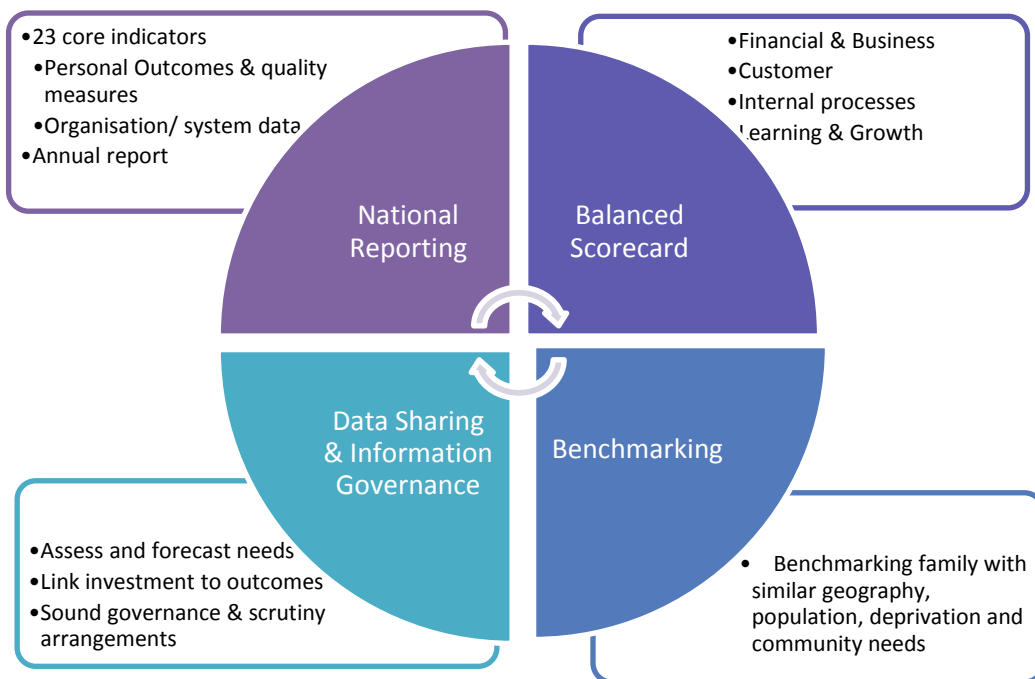 •23 core indicators
•Personal Outcomes & quality
measures
•Organisation/ system data
•Annual report
•Financial & Business
•Customer
•Internal processes
•Learning & Growth
National
Reporting
Balanced
Scorecard
Data Sharing
& Information
Governance
Benchmarking
•Assess and forecast needs
•Link investment to outcomes
•Sound governance & scrutiny
arrangements
• Benchmarking family with
similar geography,
population, deprivation and
community needs